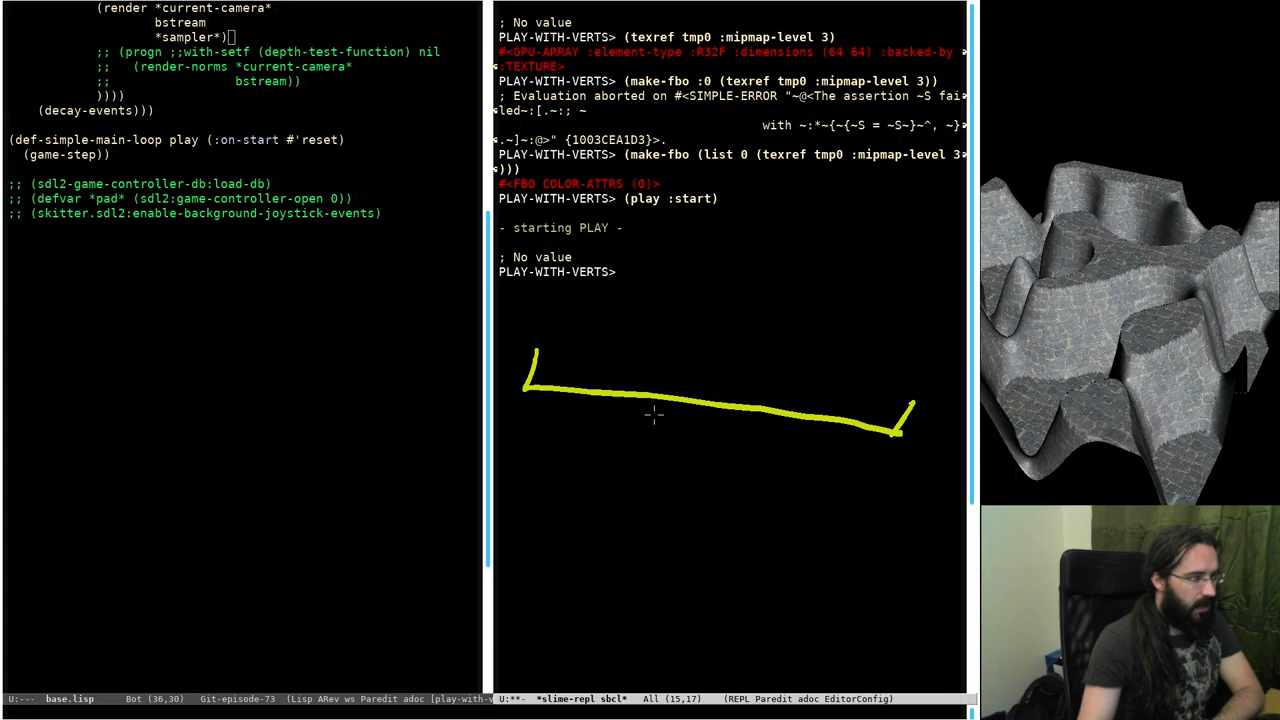 (render *current-camera*
bstream
*sampler*)
;; (progn ;;with-setf (depth-test-function) nil
;;   (render-norms *current-camera*
;;                 bstream))
))))
(decay-events)))
(def-simple-main-loop play (:on-start #'reset)
(game-step))
;; (sdl2-game-controller-db:load-db)
;; (defvar *pad* (sdl2:game-controller-open 0))
;; (skitter.sdl2:enable-background-joystick-events)
U:---  base.lisp      Bot (36,30)   Git-episode-73  (Lisp ARev ws Paredit adoc [play-with-v
; No value
PLAY-WITH-VERTS> (texref tmp0 :mipmap-level 3)
#<GPU-ARRAY :element-type :R32F :dimensions (64 64) :backed-by
:TEXTURE>
PLAY-WITH-VERTS> (make-fbo :0 (texref tmp0 :mipmap-level 3))
; Evaluation aborted on #<SIMPLE-ERROR "~@<The assertion ~S fai
led~:[.~:; ~
with ~:*~{~{~S = ~S~}~^, ~}
.~]~:@>" {1003CEA1D3}>.
PLAY-WITH-VERTS> (make-fbo (list 0 (texref tmp0 :mipmap-level 3
)))
#<FBO COLOR-ATTRS (0)>
PLAY-WITH-VERTS> (play :start)
- starting PLAY -
; No value
PLAY-WITH-VERTS>
U:**-  *slime-repl sbcl*   All (15,17)    (REPL Paredit adoc EditorConfig)